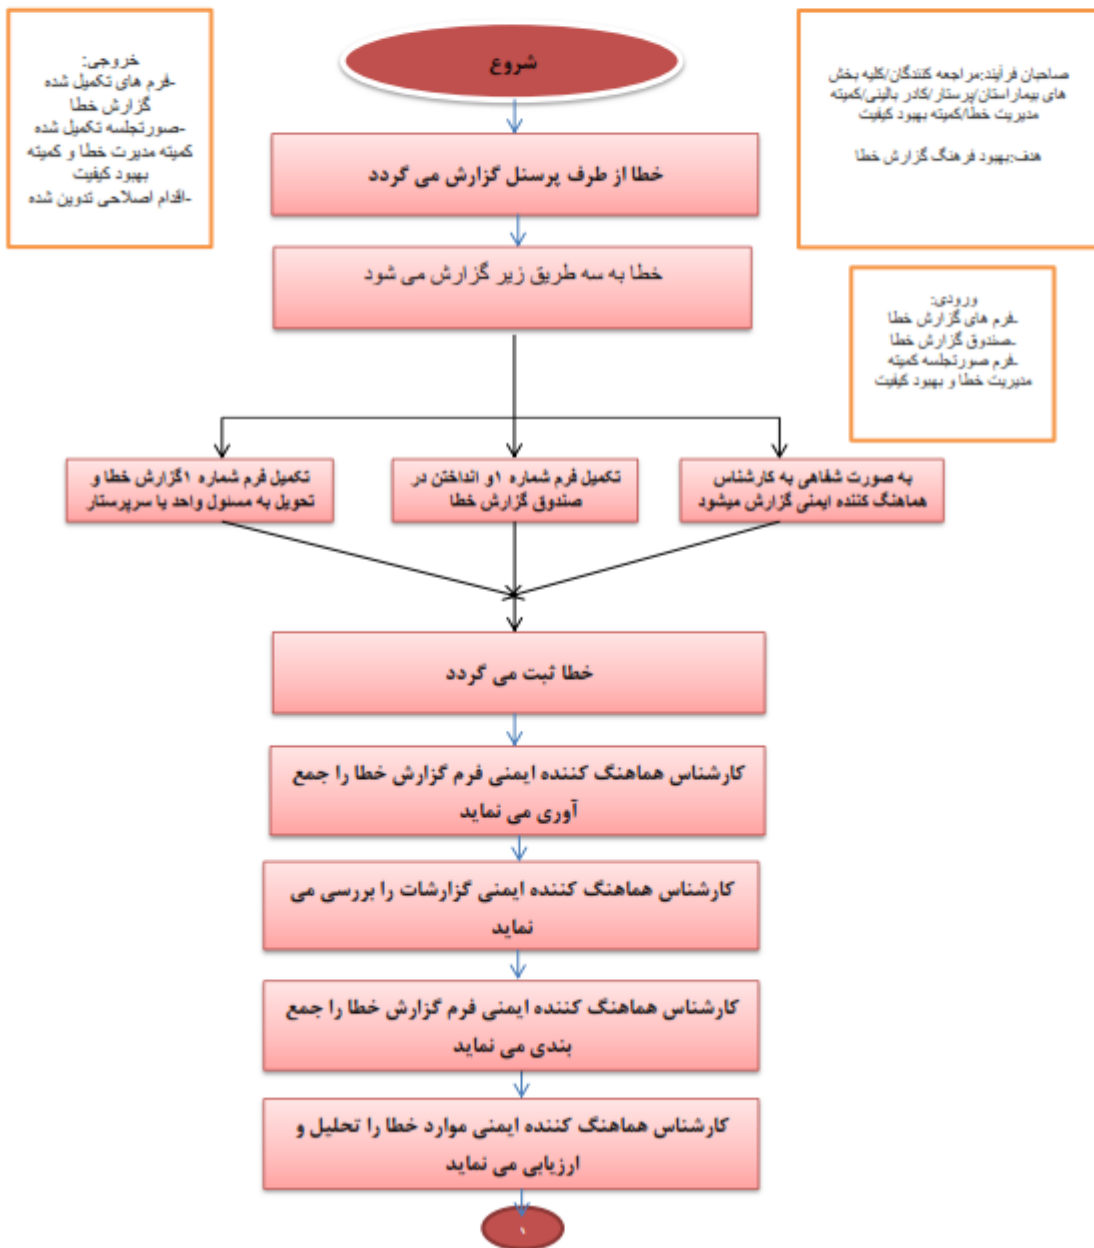 شروع
صاحبان فرآیند:مراجعه کنندگان/کلیه بخش
های بیمارستان/پرستار/کادر بالینی/کمیته
مدیریت خطا/کمیته بهبود کیفیت
هدف:بهبود فرهنگ گزارش خطا
خروجی:
-فرم های تکمیل شده
گزارش خطا
-صورتجلسه تکمیل شده
کمیته مدیرت خطا و کمیته
بهبود کیفیت
-اقدام اصلاحی تدوین شده
خطا از طرف پرسنل گزارش می گردد
خطا به سه طریق زیر گزارش می شود
ورودی:
-فرم های گزارش خطا
-صندوق گزارش خطا
-فرم صورتجلسه کمیته
مدیریت خطا و بهبود کیفیت
به صورت شفاهی به کارشناس
هماهنگ کننده ایمنی گزارش میشود
تکمیل فرم شماره ۱و انداختن در
صندوق گزارش خطا
تکمیل فرم شماره ۱گزارش خطا و
تحویل به مسئول واحد یا سرپرستار
خطا ثبت می گردد
کارشناس هماهنگ کننده ایمنی فرم گزارش خطا را جمع
آوری می نماید
کارشناس هماهنگ کننده ایمنی گزارشات را بررسی می
نماید
کارشناس هماهنگ کننده ایمنی فرم گزارش خطا را جمع
بندی می نماید
کارشناس هماهنگ کننده ایمنی موارد خطا را تحلیل و
ارزیابی می نماید
۱